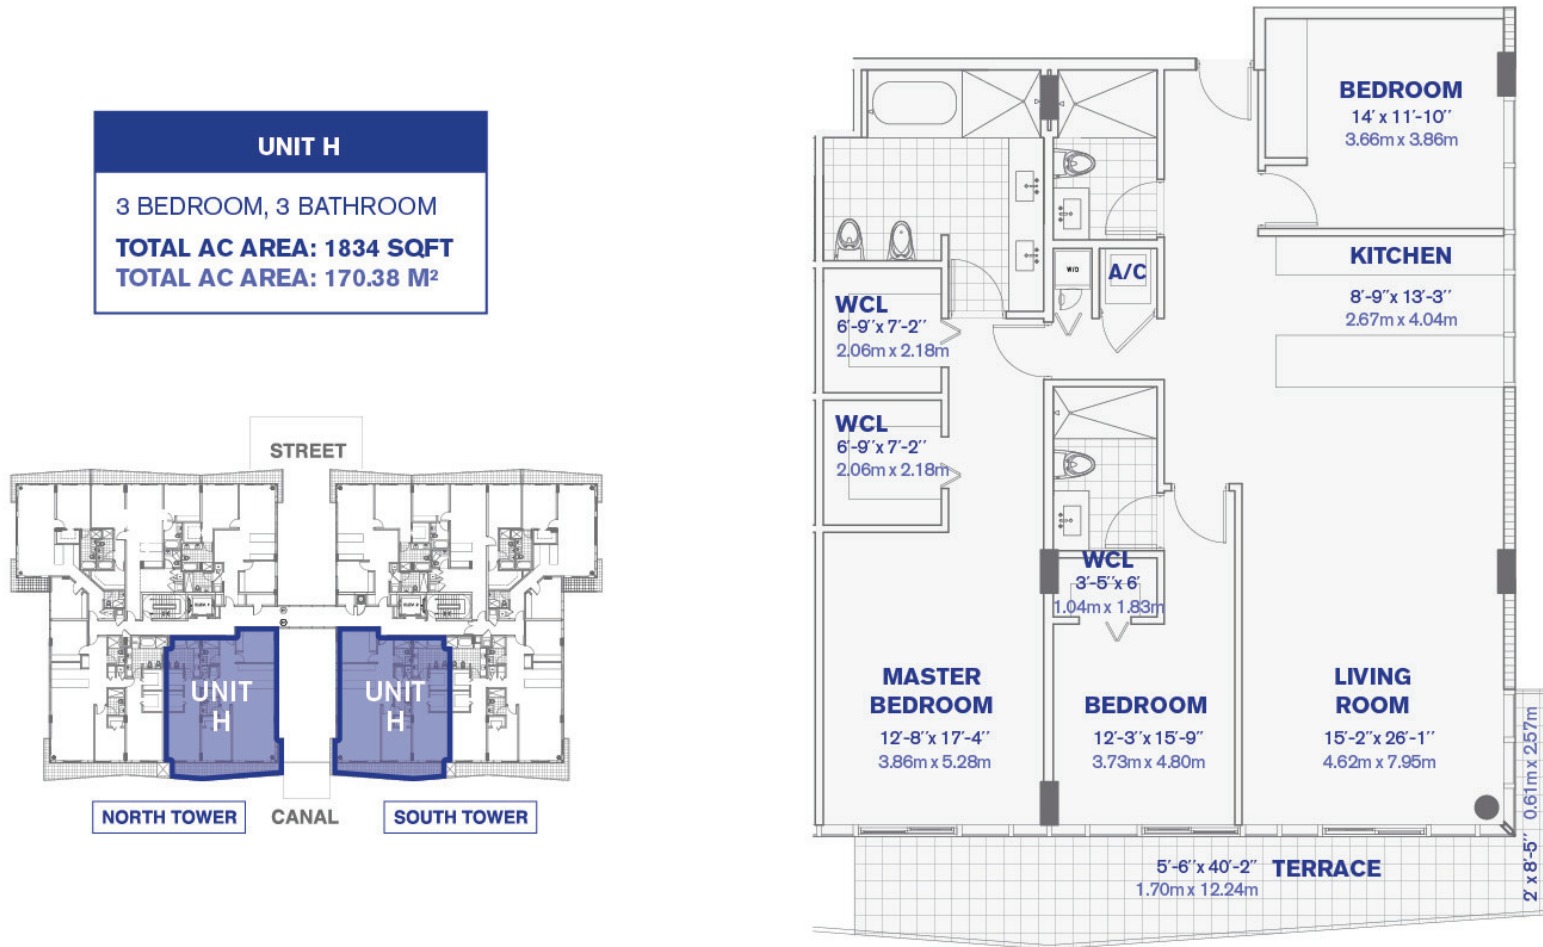 UNIT H
3 BEDROOM, 3 BATHROOM
TOTAL AC AREA: 1834 SQFT
TOTAL AC AREA: 170.38 M²
STREET
UNIT
H
UNIT
H
NORTH TOWER
CANAL
SOUTH TOWER
BEDROOM
14' x 11'-10''
3.66m x 3.86m
KITCHEN
8'-9'' x 13'-3''
2.67m x 4.04m
W/D
A/C
WCL
6'-9'' x 7'-2''
2.06m x 2.18m
WCL
6'-9'' x 7'-2''
2.06m x 2.18m
WCL
3'-5'' x 6'
1.04m x 1.83m
MASTER
BEDROOM
12'-8'' x 17'-4''
3.86m x 5.28m
BEDROOM
12'-3'' x 15'-9''
3.73m x 4.80m
LIVING
ROOM
15'-2'' x 26'-1''
4.62m x 7.95m
5'-6'' x 40'-2'' TERRACE
1.70m x 12.24m
2' x 8'-5'' 0.61m x 2.57m